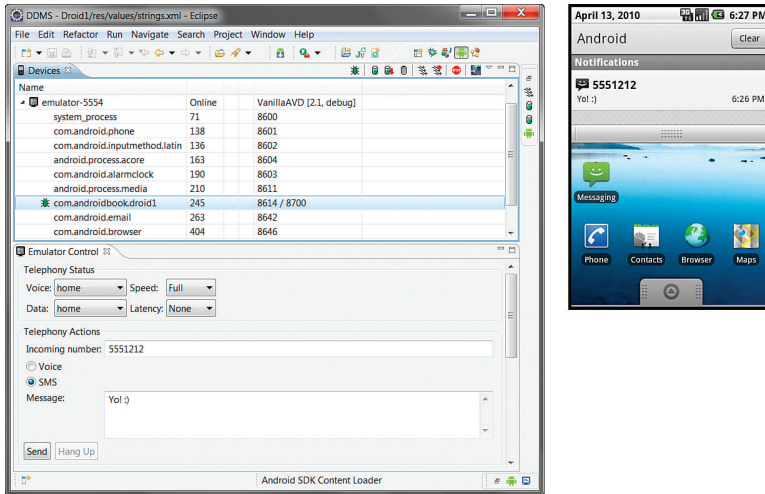 DDMS - Droid1/res/values/strings.xml - Eclipse
File Edit Refactor Run Navigate Search Project Window Help
Devices
Name
emulator-5554 Online VanillaAVD [2.1, debug]
system_process 71 8600
com.android.phone 138 8601
com.android.inputmethod.latin 136 8602
android.process.acore 163 8604
com.android.alarmclock 190 8603
android.process.media 210 8611
com.androidbook.droid1 245 8614 / 8700
com.android.email 263 8642
com.android.browser 404 8646
Emulator Control
Telephony Status
Voice: home Speed: Full
Data: home Latency: None
Telephony Actions
Incoming number: 5551212
Voice
SMS
Message: Yo! :)
Send Hang Up
Android SDK Content Loader
April 13, 2010 6:27 PM
Android Clear
Notifications
5551212
Yo! :) 6:26 PM
Messaging
Phone Contacts Browser Maps